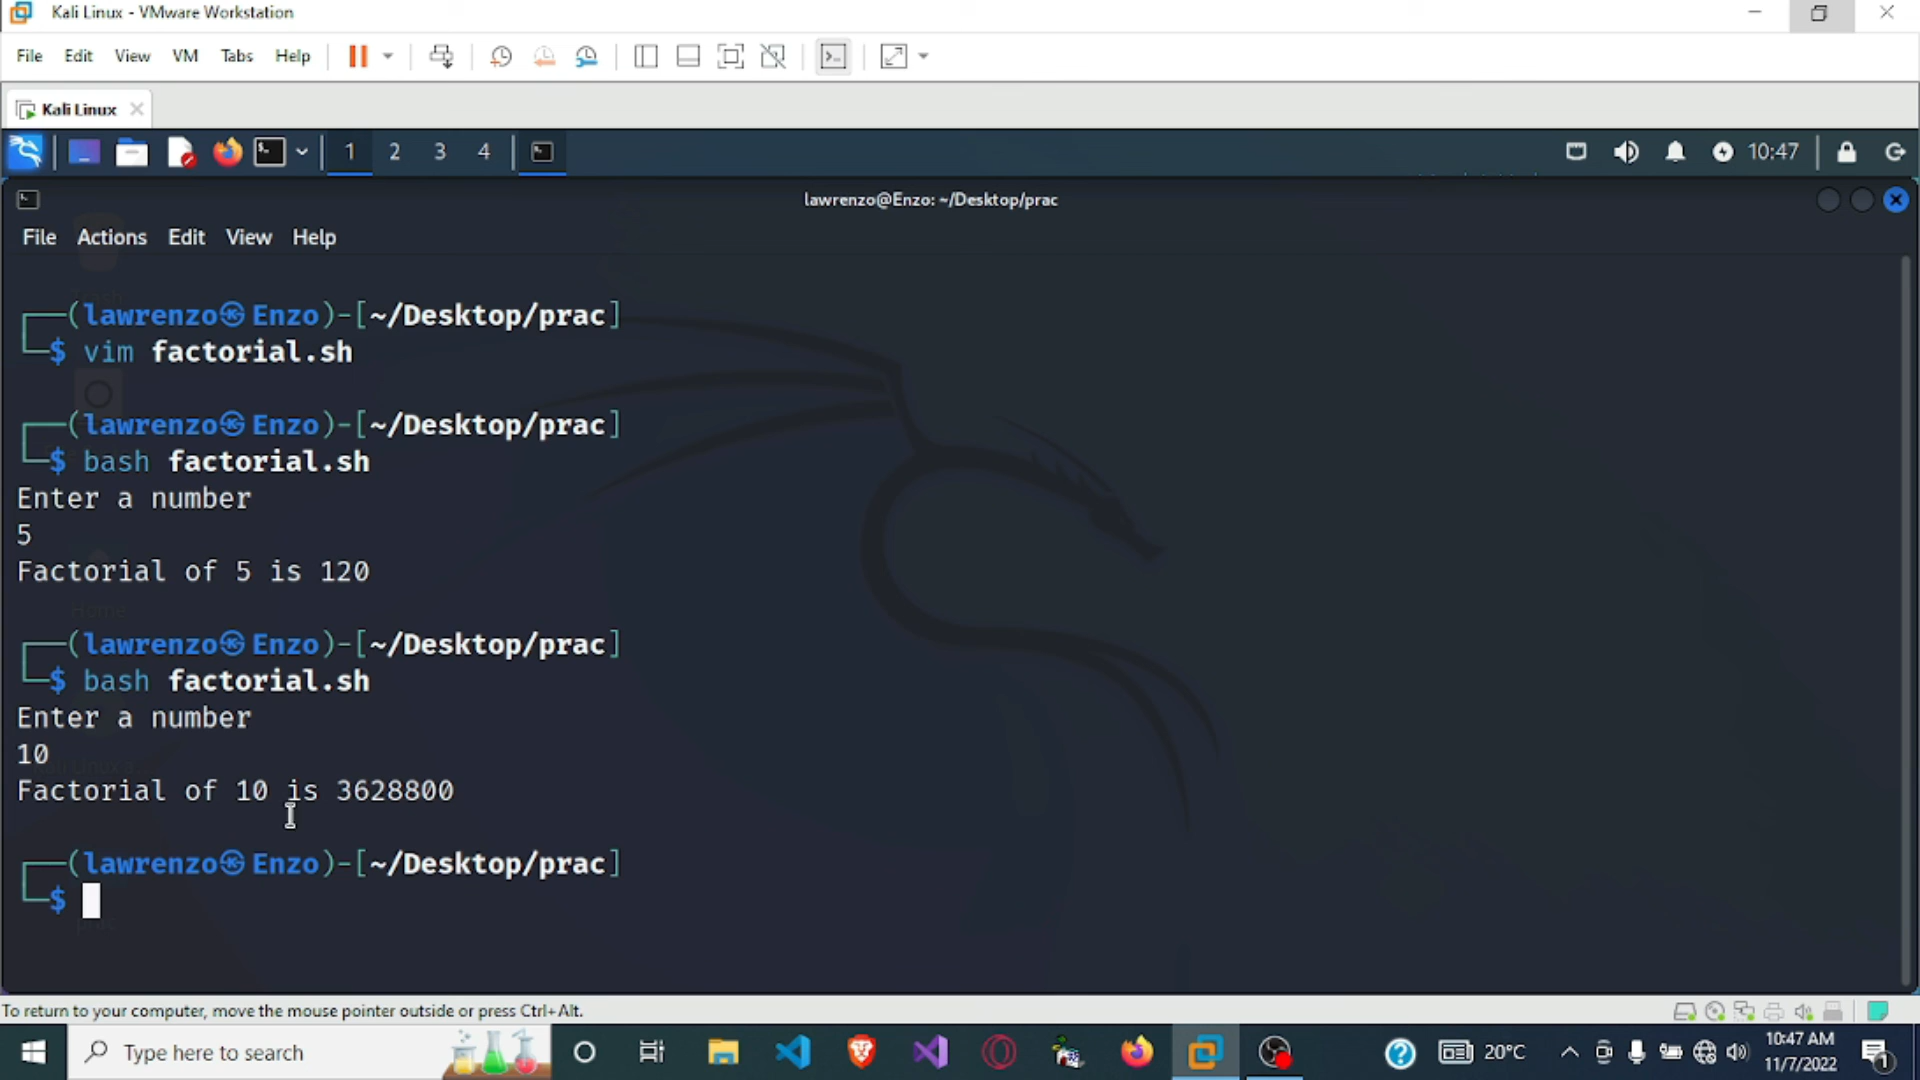 Kali Linux - VMware Workstation
File Edit View VM Tabs Help
Kali Linux
1 2 3 4 10:47
lawrenzo@Enzo: ~/Desktop/prac
File Actions Edit View Help
(lawrenzo㉿Enzo)-[~/Desktop/prac]
$ vim factorial.sh
(lawrenzo㉿Enzo)-[~/Desktop/prac]
$ bash factorial.sh
Enter a number
5
Factorial of 5 is 120
Home
(lawrenzo㉿Enzo)-[~/Desktop/prac]
$ bash factorial.sh
Enter a number
10
Factorial of 10 is 3628800
(lawrenzo㉿Enzo)-[~/Desktop/prac]
$
prac
To return to your computer, move the mouse pointer outside or press Ctrl+Alt.
Type here to search
20°C
10:47 AM
11/7/2022
1